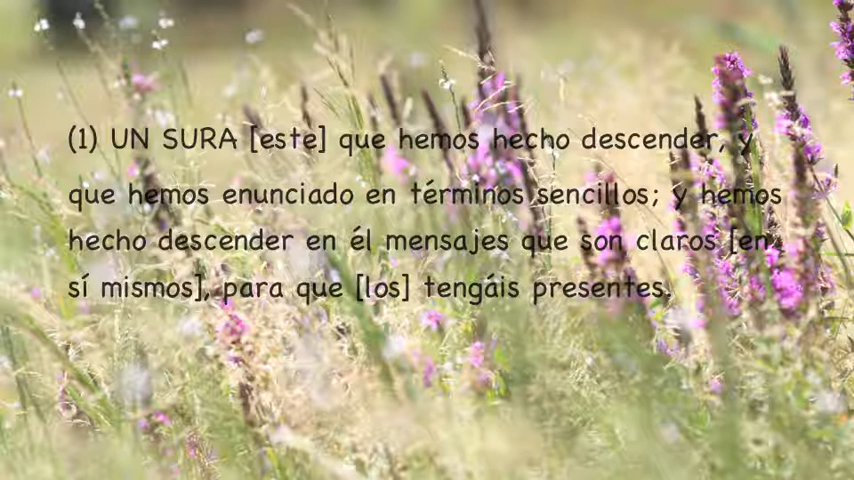 (1) UN SURA [este] que hemos hecho descender, y
que hemos enunciado en términos sencillos; y hemos
hecho descender en él mensajes que son claros [en
sí mismos], para que [los] tengáis presentes.